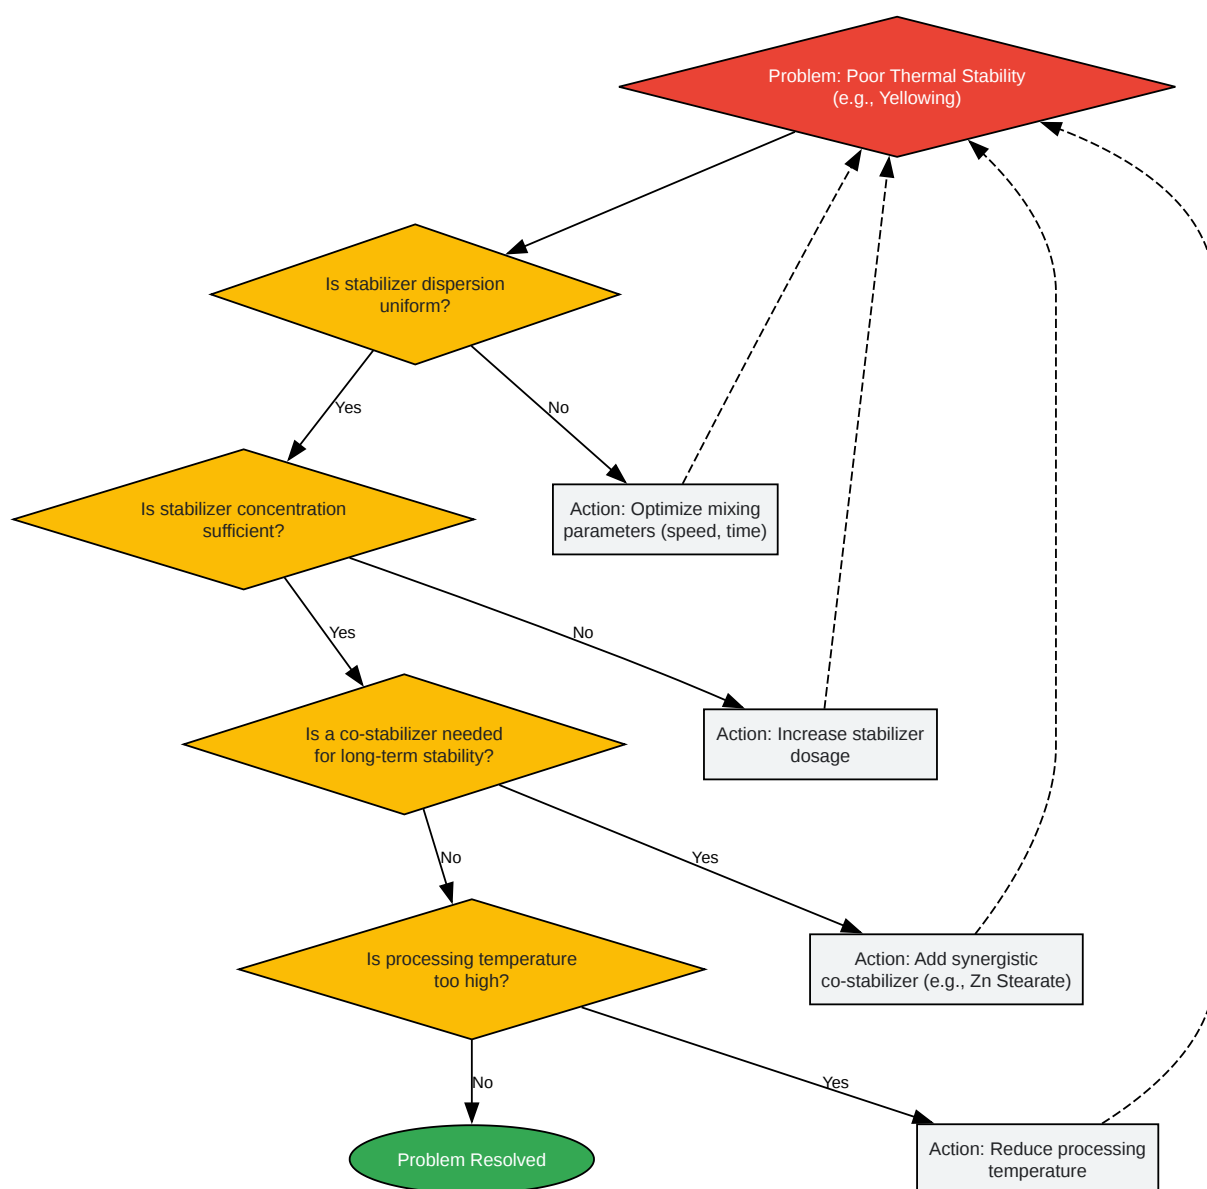 Problem: Poor Thermal Stability
(e.g., Yellowing)
Is stabilizer dispersion
uniform?
Yes
No
Is stabilizer concentration
sufficient?
Action: Optimize mixing
parameters (speed, time)
Yes
No
Is a co-stabilizer needed
for long-term stability?
Action: Increase stabilizer
dosage
No
Yes
Is processing temperature
too high?
Action: Add synergistic
co-stabilizer (e.g., Zn Stearate)
No
Yes
Problem Resolved
Action: Reduce processing
temperature